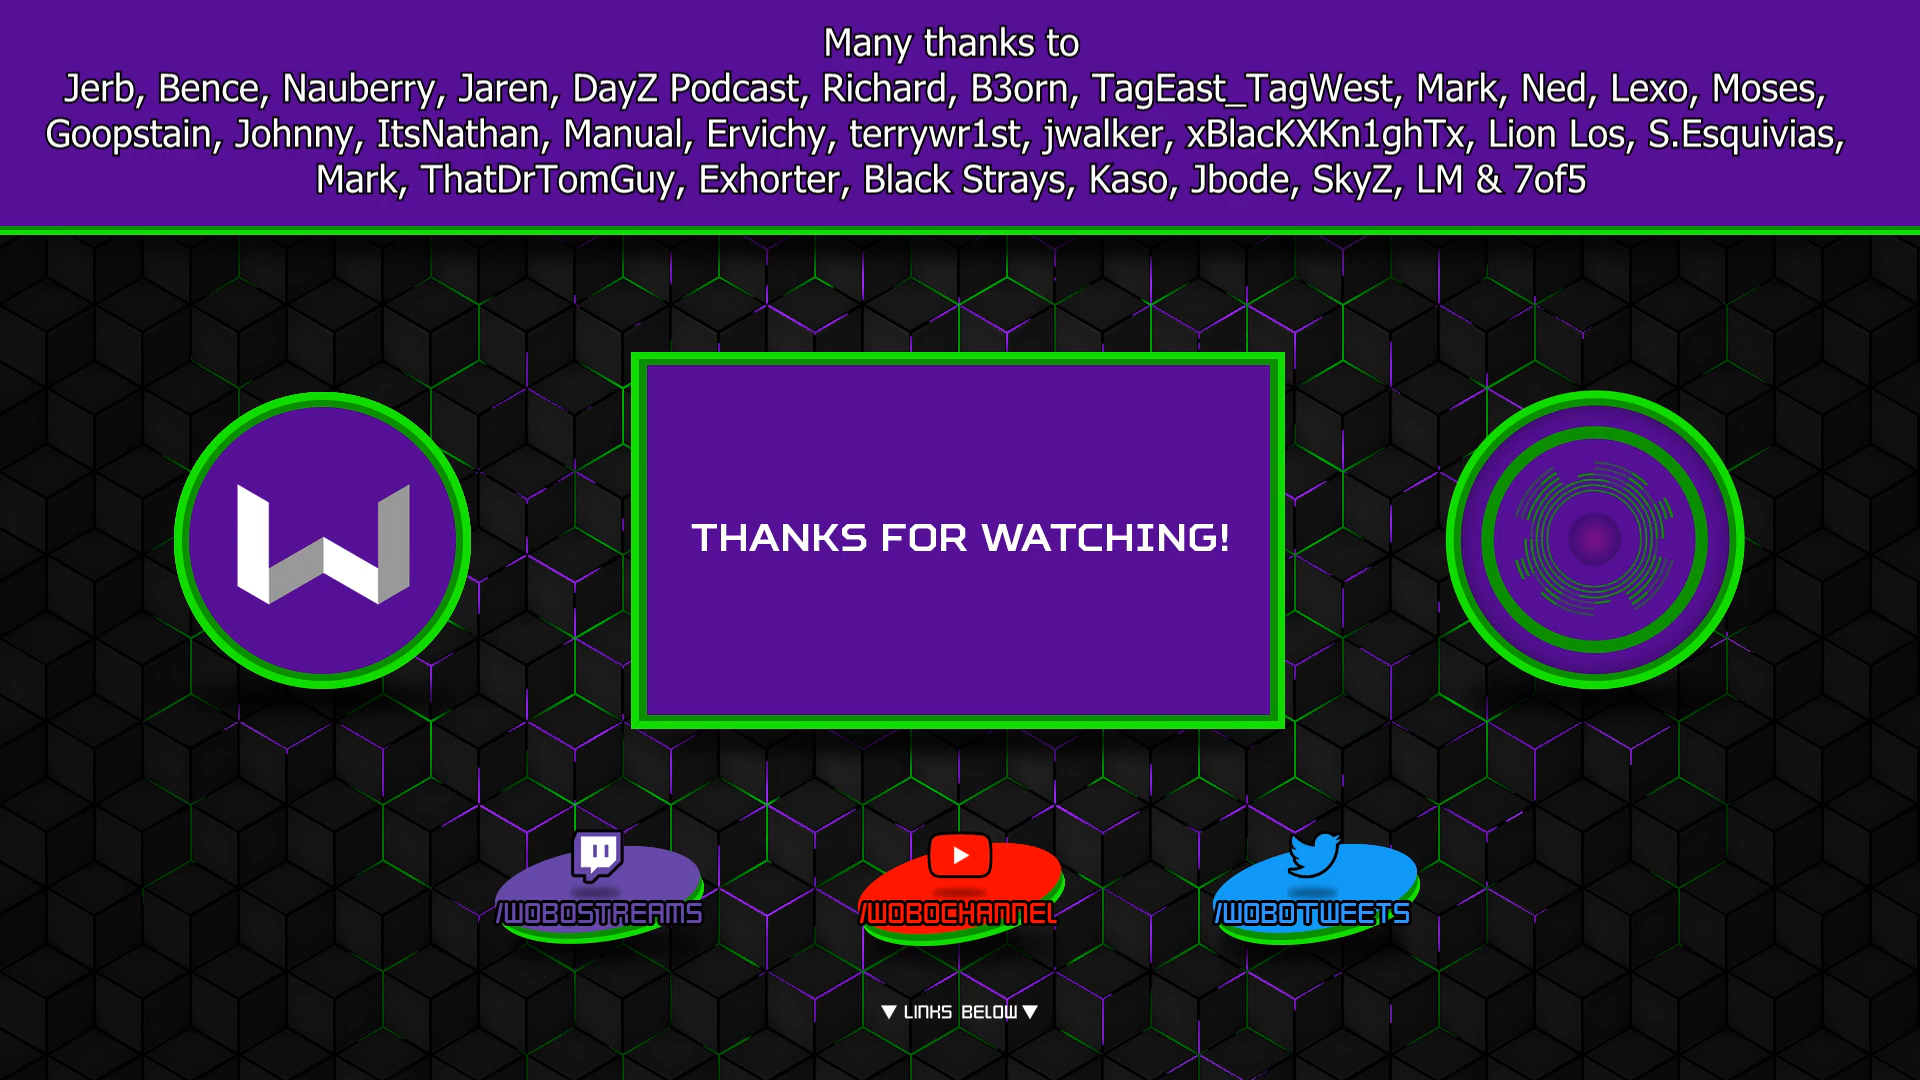 Many thanks to
Jerb, Bence, Nauberry, Jaren, DayZ Podcast, Richard, B3orn, TagEast_TagWest, Mark, Ned, Lexo, Moses,
Goopstain, Johnny, ItsNathan, Manual, Ervichy, terrywr1st, jwalker, xBlacKXKn1ghTx, Lion Los, S.Esquivias,
Mark, ThatDrTomGuy, Exhorter, Black Strays, Kaso, Jbode, SkyZ, LM & 7of5
W
THANKS FOR WATCHING!
/WOBOSTREAMS
/WOBOCHANNEL
/WOBOTWEETS
▼ LINKS BELOW ▼